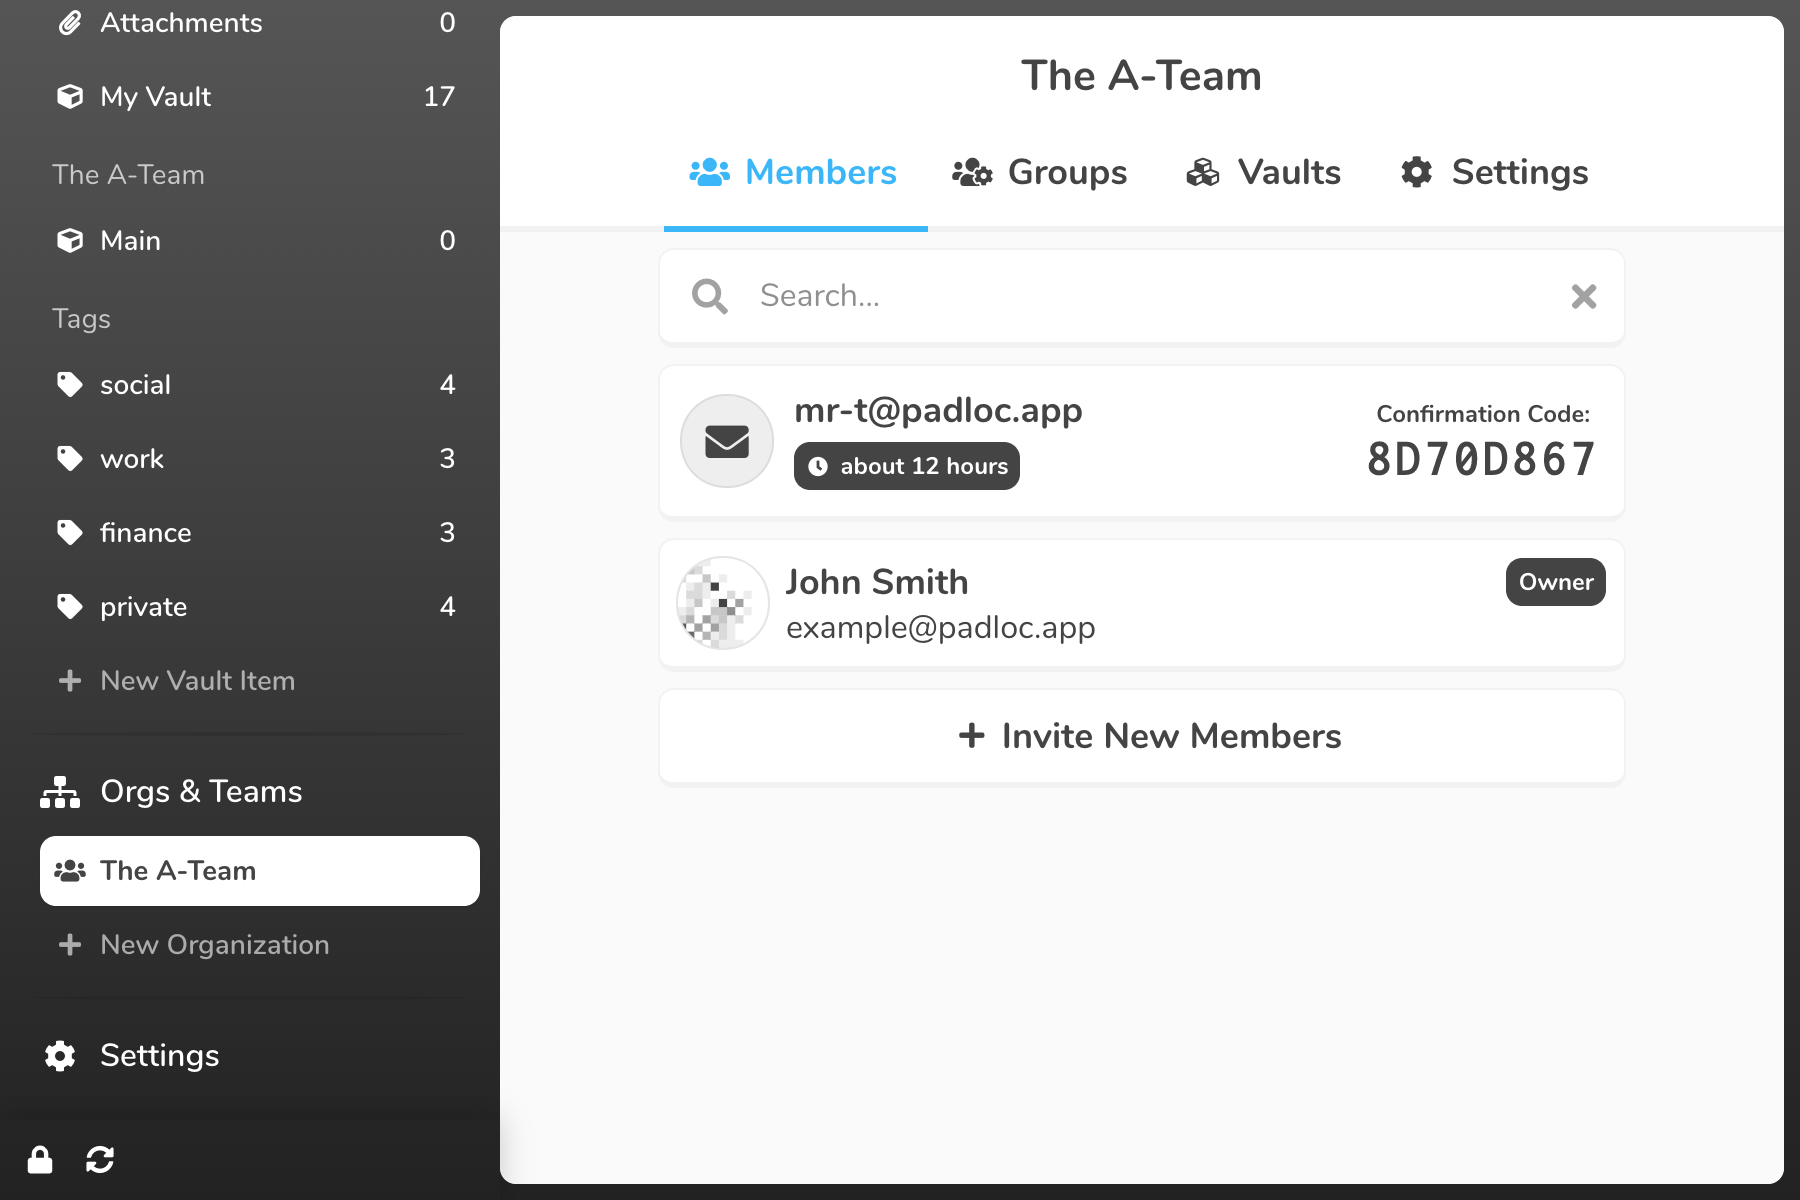 Attachments 0
My Vault 17
The A-Team
Main 0
Tags
social 4
work 3
finance 3
private 4
New Vault Item
Orgs & Teams
The A-Team
New Organization
Settings
The A-Team
Members Groups Vaults Settings
Search...
mr-t@padloc.app
about 12 hours
Confirmation Code:
8D70D867
John Smith
example@padloc.app
Owner
Invite New Members